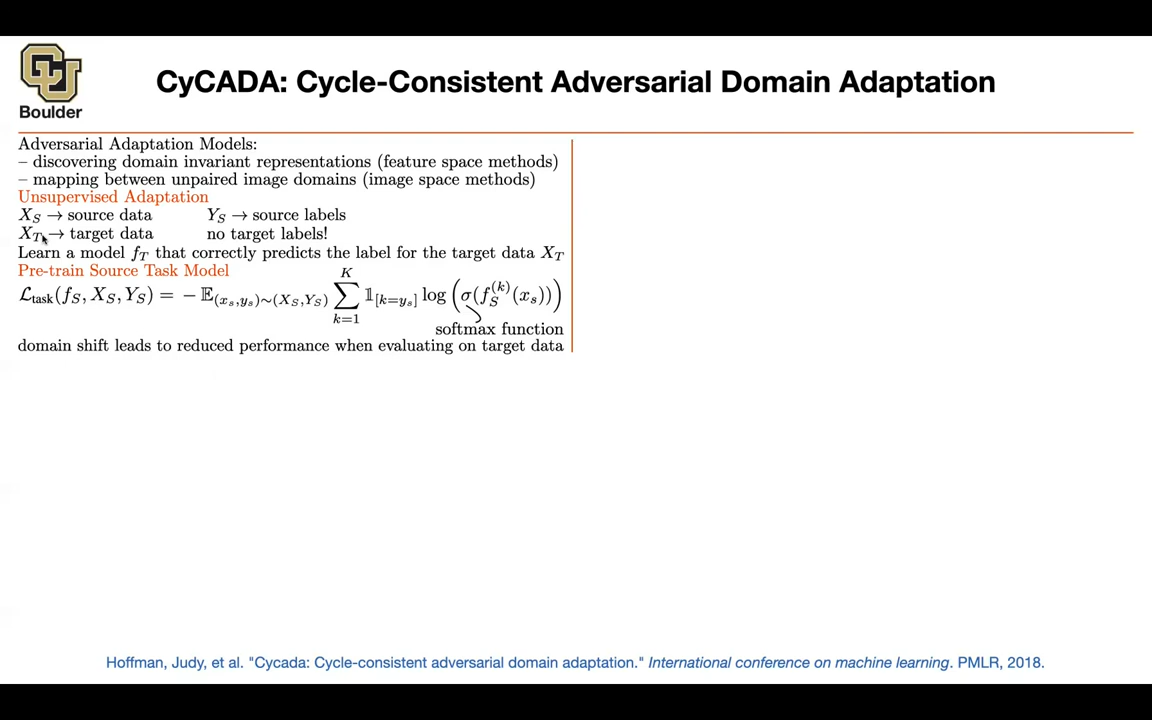 CU
Boulder
CyCADA: Cycle-Consistent Adversarial Domain Adaptation
Adversarial Adaptation Models:
– discovering domain invariant representations (feature space methods)
– mapping between unpaired image domains (image space methods)
Unsupervised Adaptation
X_S → source data Y_S → source labels
X_T → target data no target labels!
Learn a model f_T that correctly predicts the label for the target data X_T
Pre-train Source Task Model
ℒ_task(f_S, X_S, Y_S) = −𝔼_(x_s,y_s)∼(X_S,Y_S) ∑_{k=1}^{K} 𝟙_[k=y_s] log(σ(f_S^{(k)}(x_s)))
softmax function
domain shift leads to reduced performance when evaluating on target data
Hoffman, Judy, et al. "Cycada: Cycle-consistent adversarial domain adaptation." International conference on machine learning. PMLR, 2018.